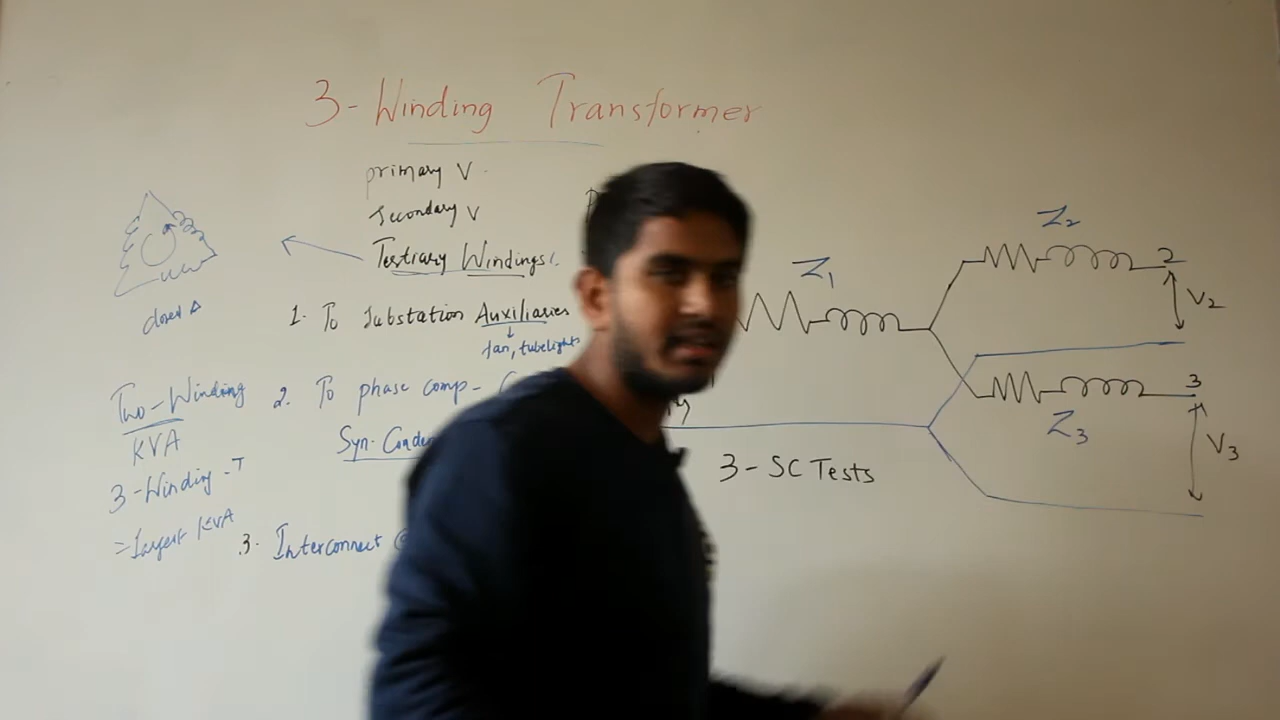 3-Winding Transformer
primary V
Secondary V
Tertiary Windings
closed Δ
1. To Substation Auxiliaries
fan, tubelights
2. To phase comp-
Syn. Conde
3. Interconnect
Two-Winding
KVA
3-Winding-T
=Largest KVA
Z1
Z2
2
V2
3
Z3
V3
3-SC Tests